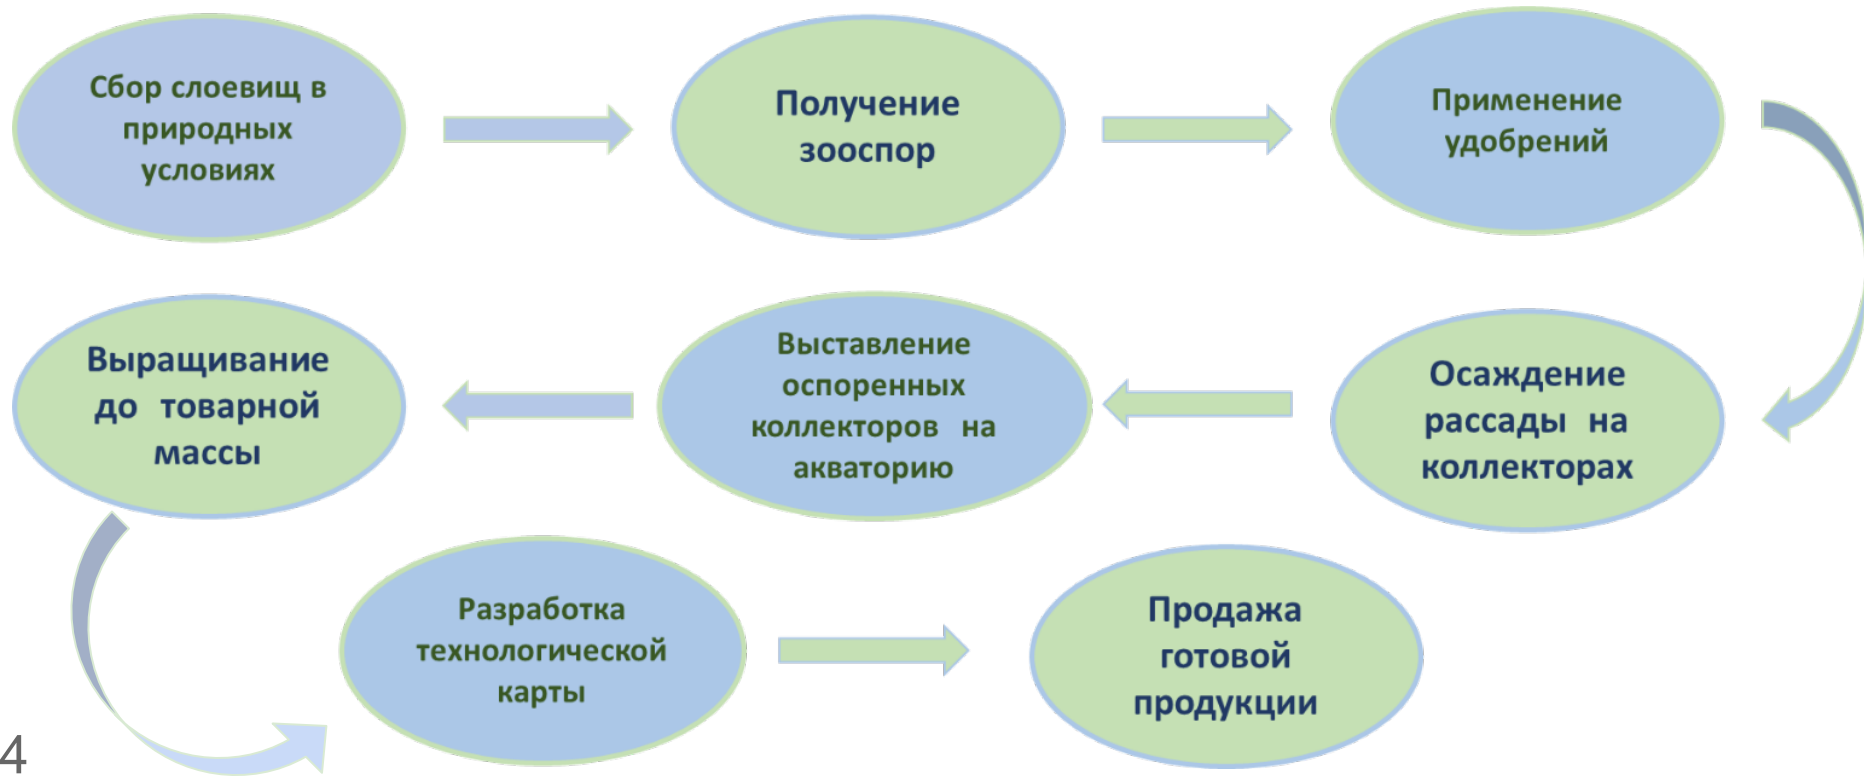 Сбор слоевищ в
природных
условиях
Получение
зооспор
Применение
удобрений
Осаждение
рассады на
коллекторах
Выставление
оспоренных
коллекторов на
акваторию
Выращивание
до товарной
массы
Разработка
технологической
карты
Продажа
готовой
продукции
4